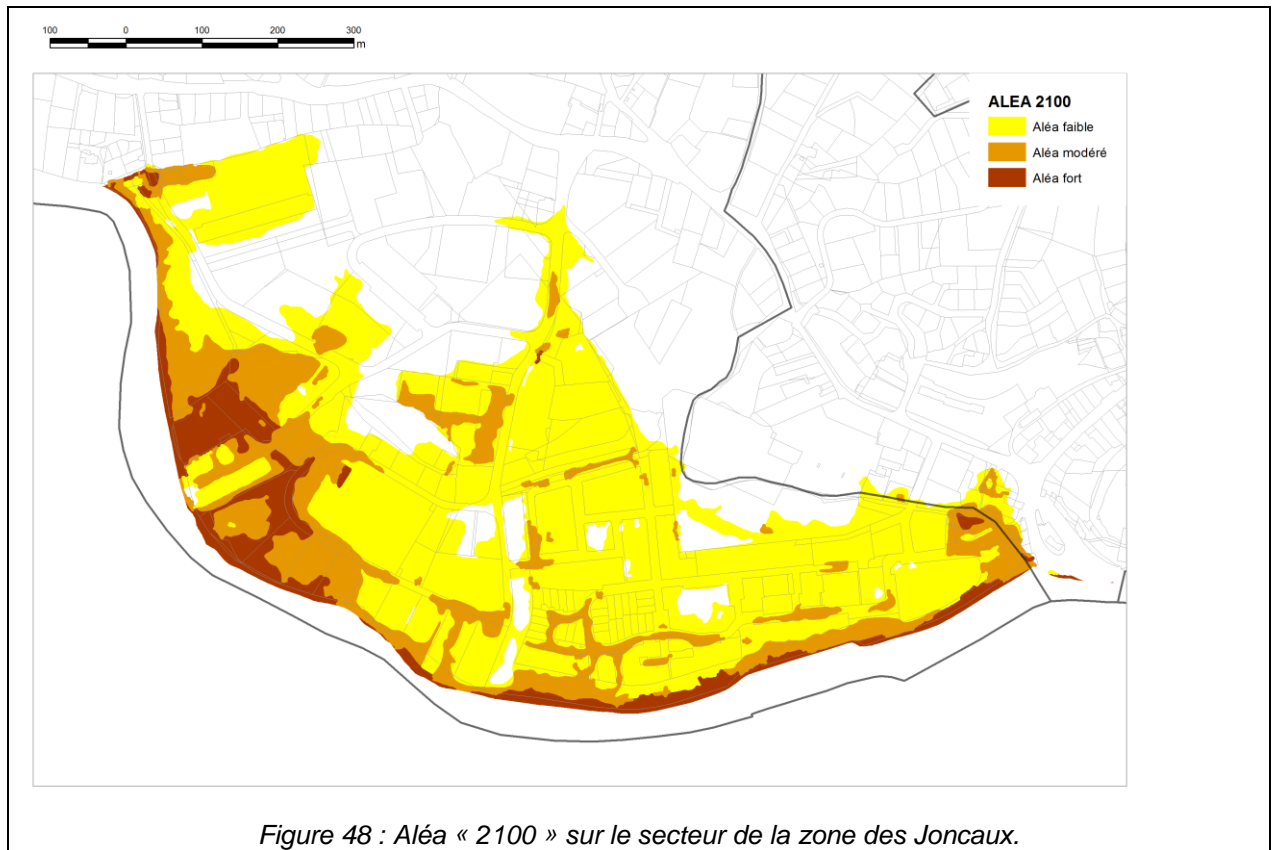 100 0 100 200 300
m
ALEA 2100
Aléa faible
Aléa modéré
Aléa fort
Figure 48 : Aléa « 2100 » sur le secteur de la zone des Joncaux.